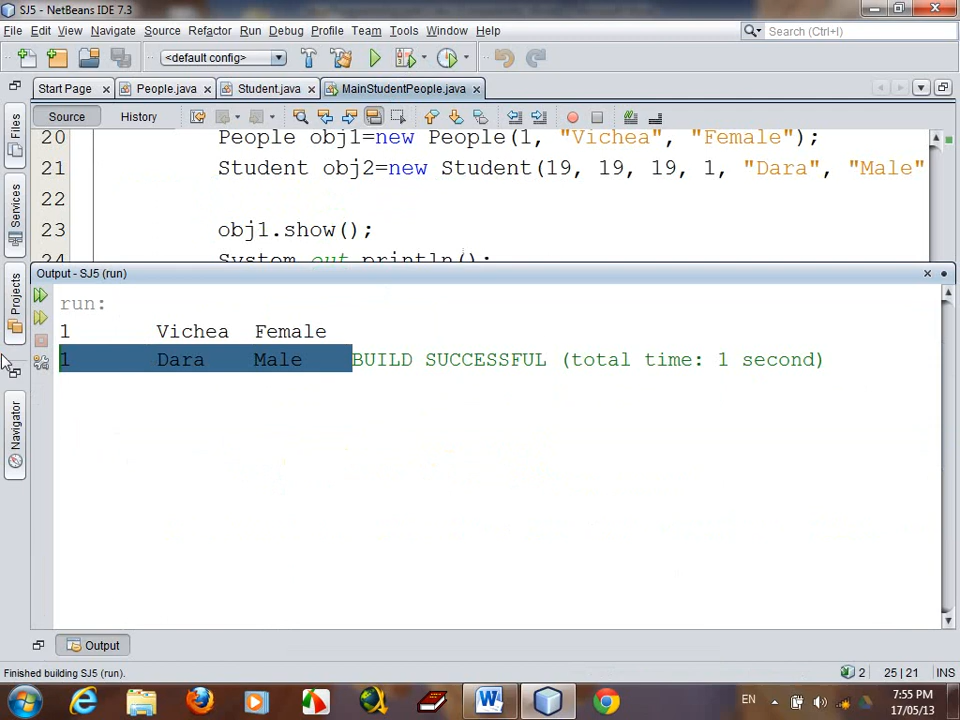 SJ5 - NetBeans IDE 7.3
File Edit View Navigate Source Refactor Run Debug Profile Team Tools Window Help
Search (Ctrl+I)
<default config>
Start Page People.java Student.java MainStudentPeople.java
Source History
Files
Services
Projects
Navigator
20 People obj1=new People(1, "Vichea", "Female");
21 Student obj2=new Student(19, 19, 19, 1, "Dara", "Male"
22
23 obj1.show();
24 System.out.println();
Output - SJ5 (run)
run:
1 Vichea Female
1 Dara Male BUILD SUCCESSFUL (total time: 1 second)
Output
Finished building SJ5 (run).
2
25|21
INS
EN
7:55 PM
17/05/13